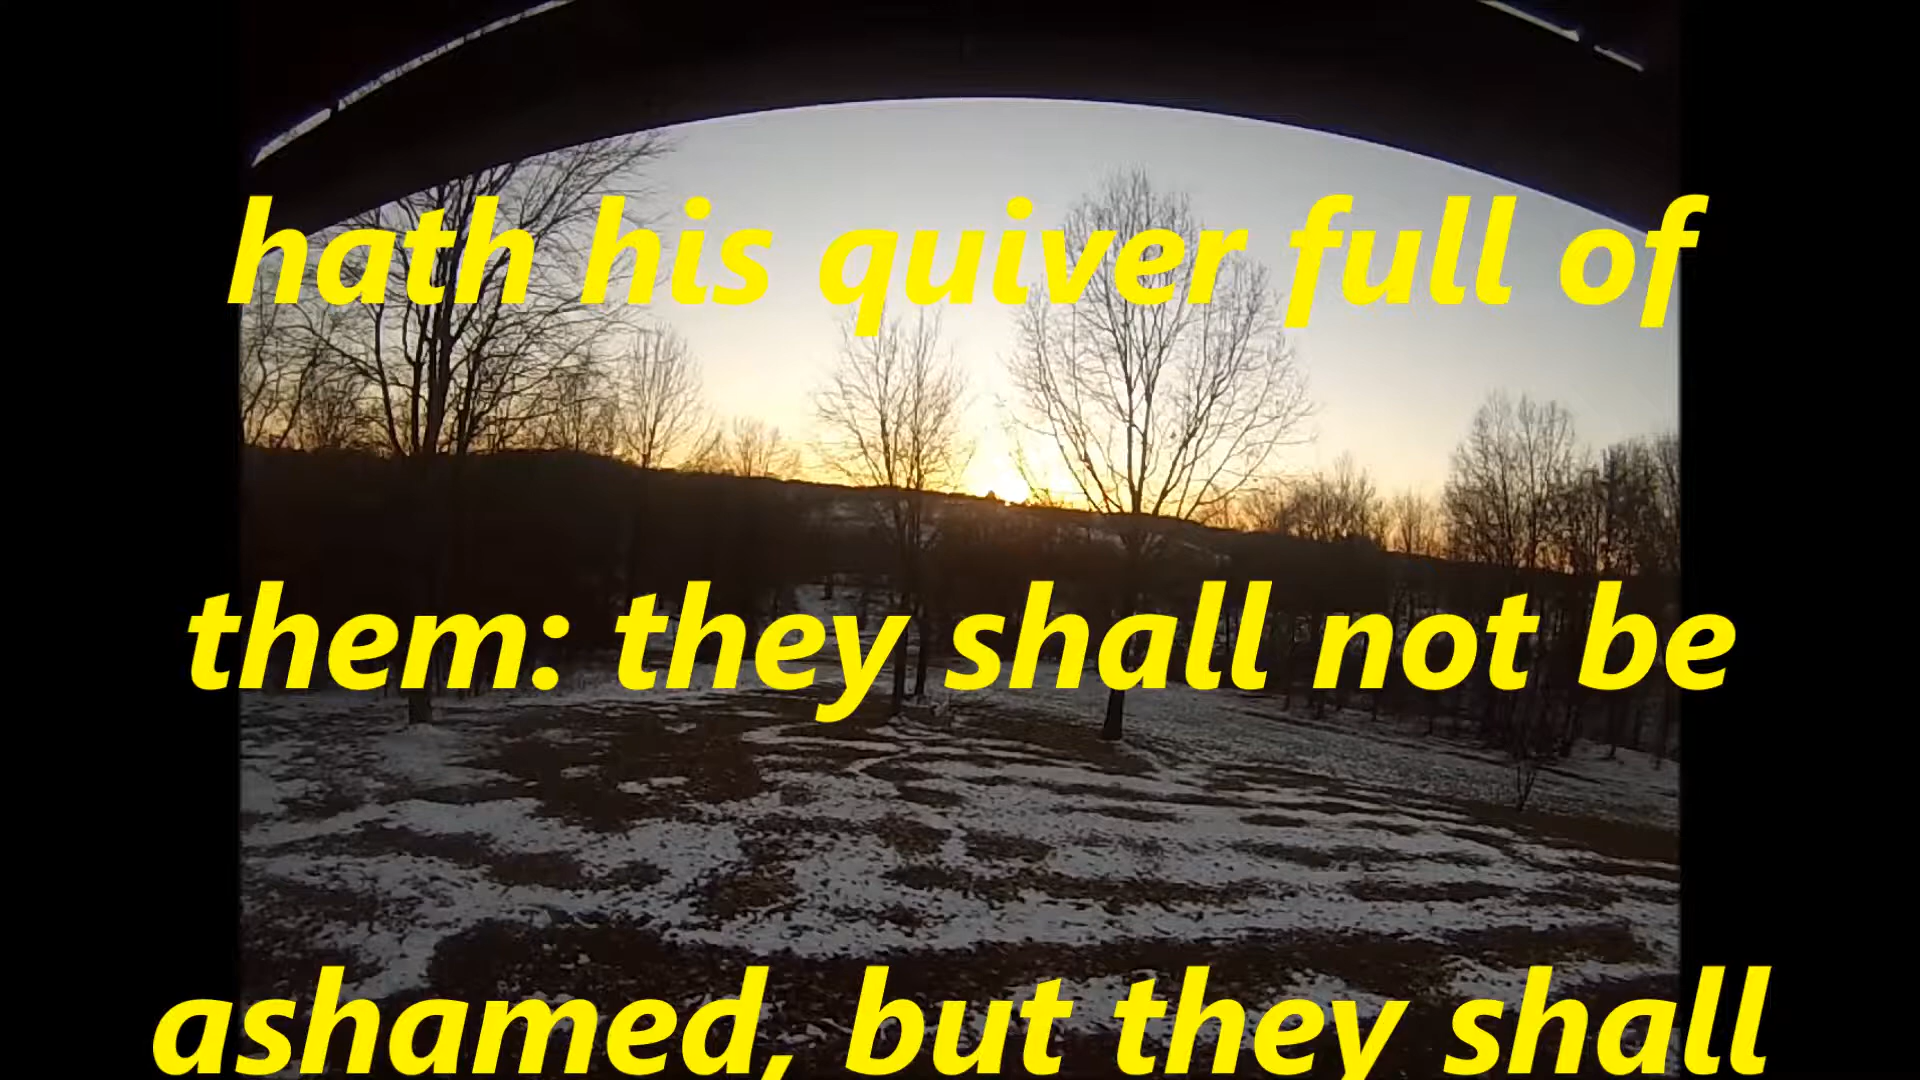 hath his quiver full of
them: they shall not be
ashamed, but they shall